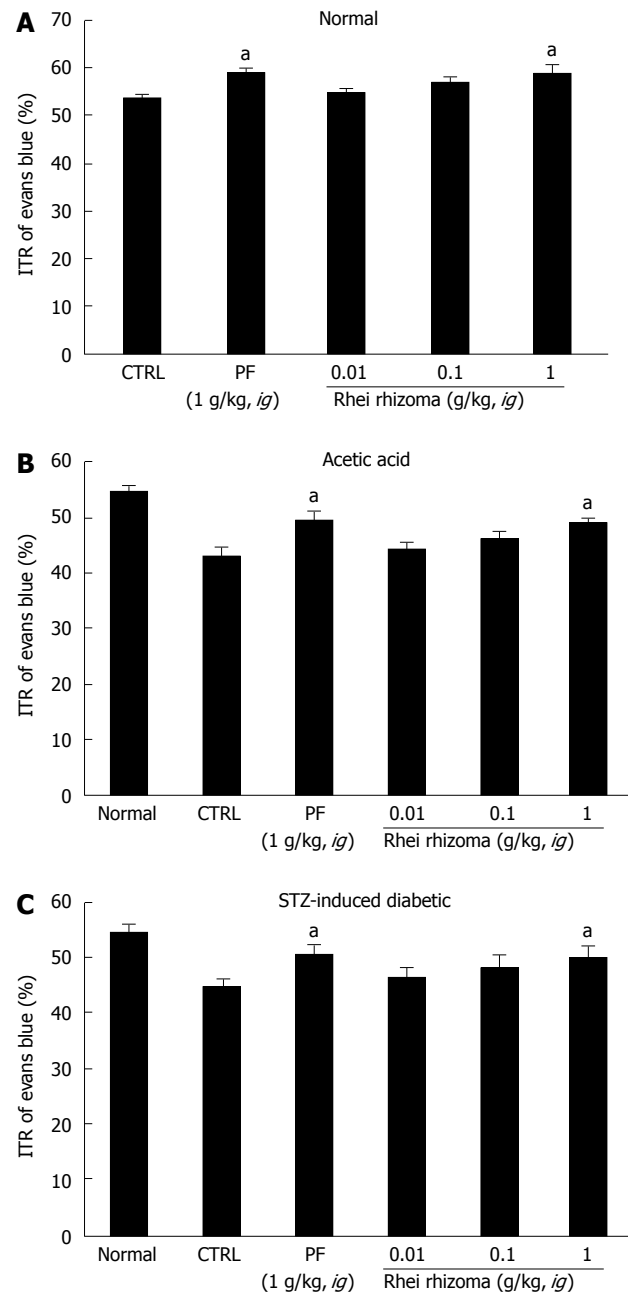 A
Normal
70
60
50
40
30
20
10
0
ITR of evans blue (%)
a
a
CTRL PF 0.01 0.1 1
(1 g/kg, ig) Rhei rhizoma (g/kg, ig)
B
Acetic acid
60
50
40
30
20
10
0
ITR of evans blue (%)
a
a
Normal CTRL PF 0.01 0.1 1
(1 g/kg, ig) Rhei rhizoma (g/kg, ig)
C
STZ-induced diabetic
60
50
40
30
20
10
0
ITR of evans blue (%)
a
a
Normal CTRL PF 0.01 0.1 1
(1 g/kg, ig) Rhei rhizoma (g/kg, ig)